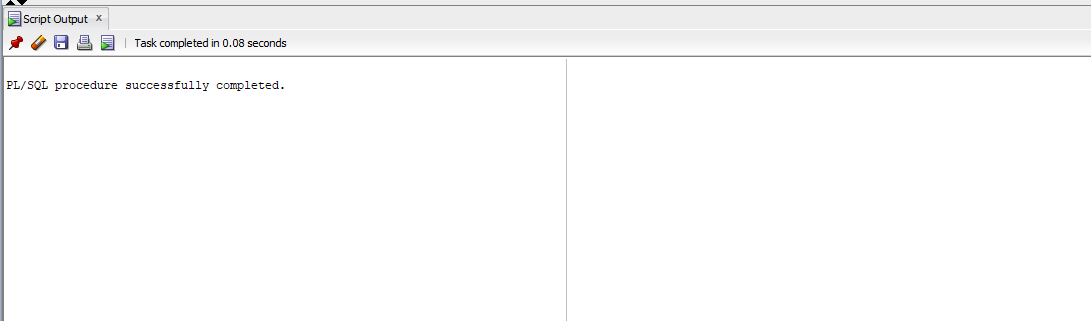 Script Output x
Task completed in 0.08 seconds
PL/SQL procedure successfully completed.